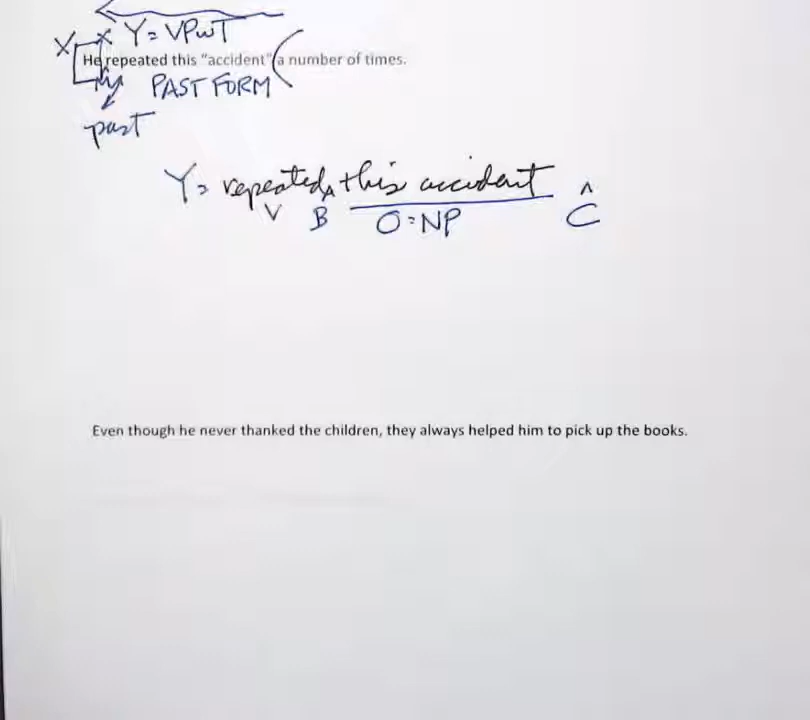 X x Y = VPwT
He repeated this "accident" (a number of times.
PAST FORM
past
Y = repeated ^ this accident ^
V B O = NP C
Even though he never thanked the children, they always helped him to pick up the books.